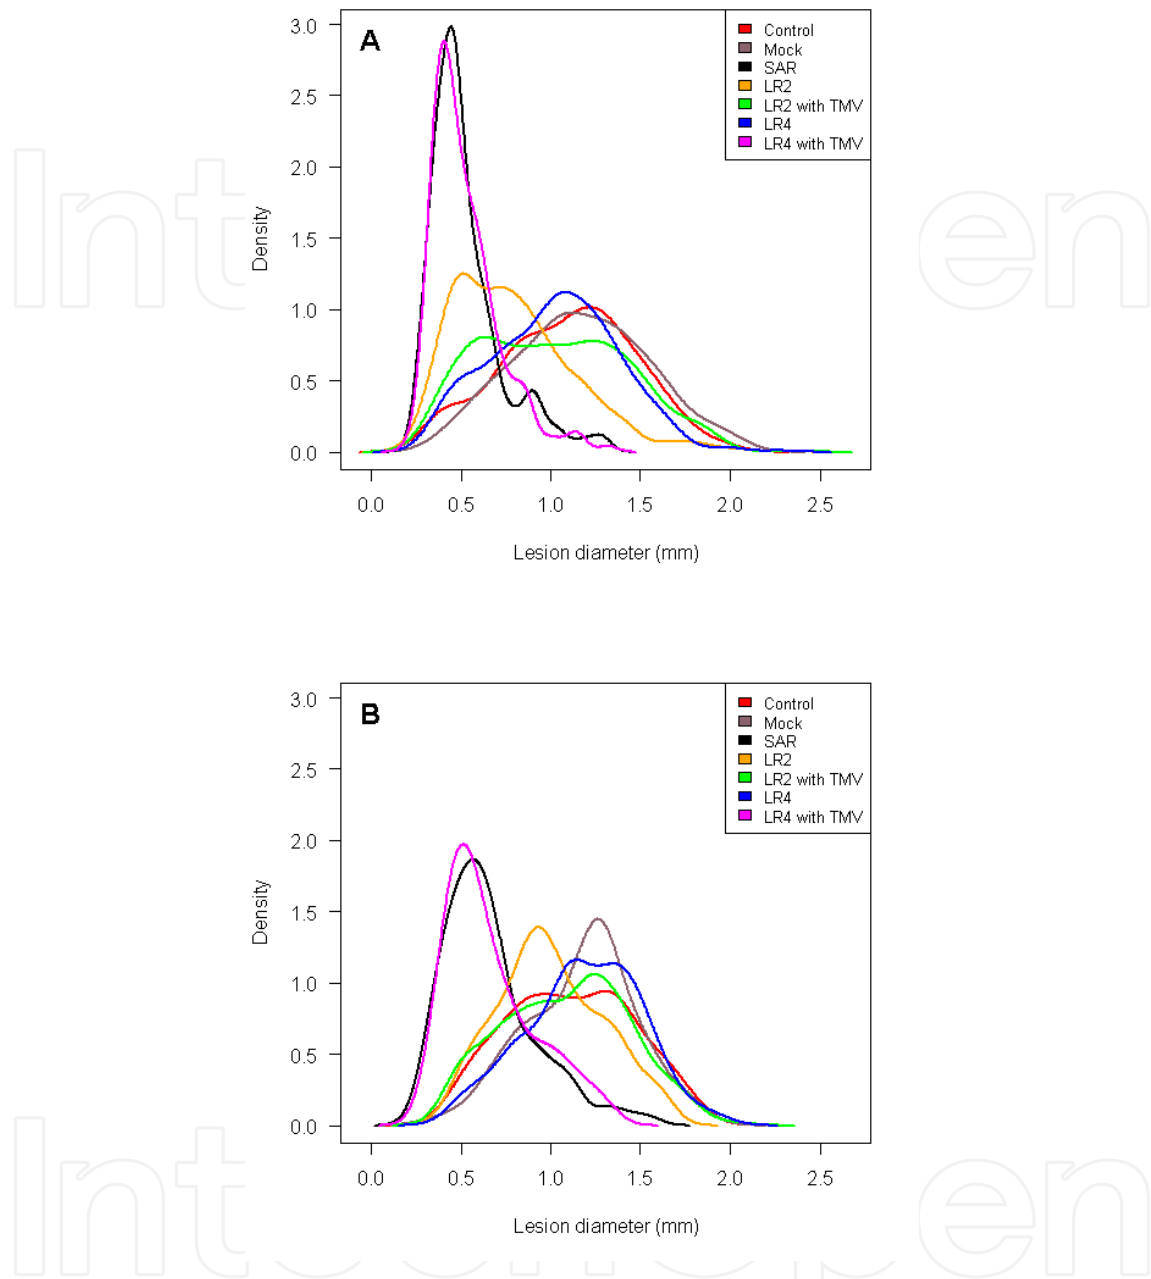 A
Control
Mock
SAR
LR2
LR2 with TMV
LR4
LR4 with TMV
3.0
2.5
2.0
1.5
1.0
0.5
0.0
Density
0.0 0.5 1.0 1.5 2.0 2.5
Lesion diameter (mm)
B
Control
Mock
SAR
LR2
LR2 with TMV
LR4
LR4 with TMV
3.0
2.5
2.0
1.5
1.0
0.5
0.0
Density
0.0 0.5 1.0 1.5 2.0 2.5
Lesion diameter (mm)